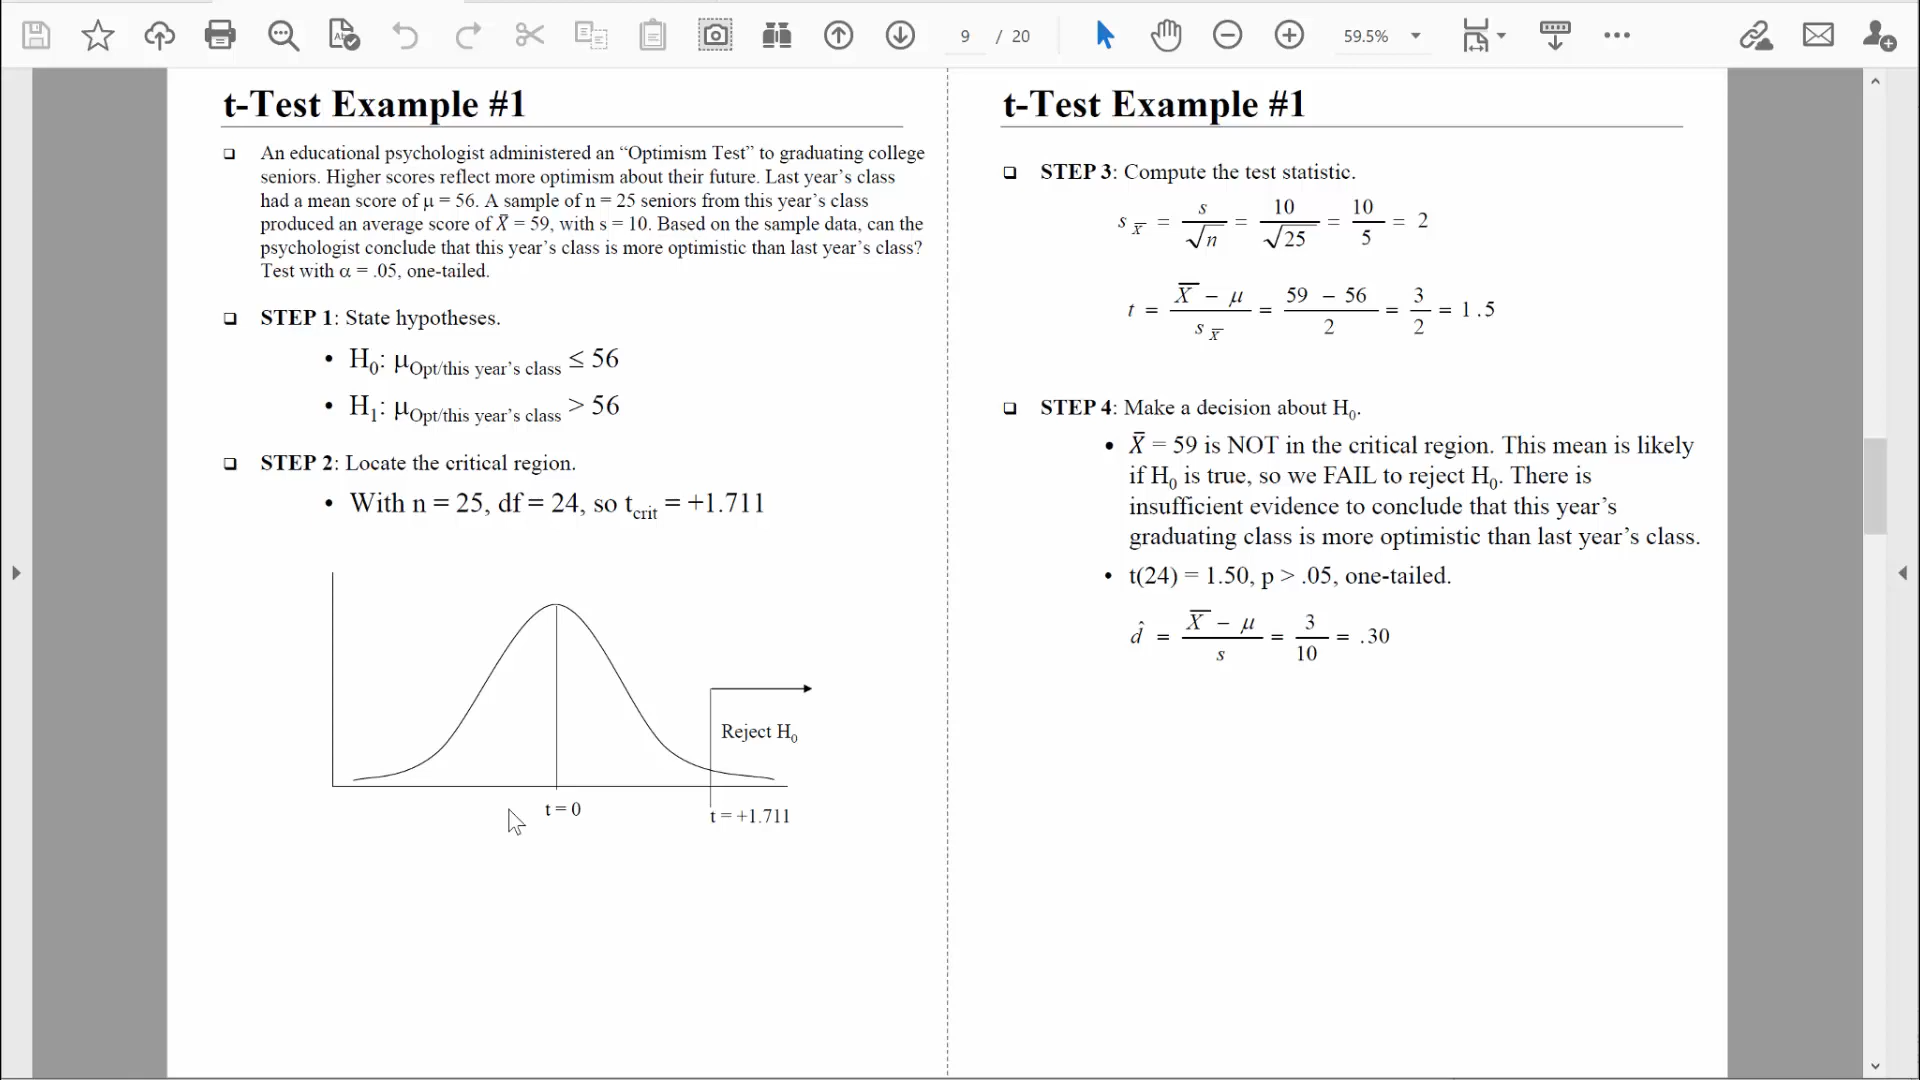 9 / 20
59.5%
t-Test Example #1
❑ An educational psychologist administered an “Optimism Test” to graduating college
seniors. Higher scores reflect more optimism about their future. Last year’s class
had a mean score of μ = 56. A sample of n = 25 seniors from this year’s class
produced an average score of X̄ = 59, with s = 10. Based on the sample data, can the
psychologist conclude that this year’s class is more optimistic than last year’s class?
Test with α = .05, one-tailed.
❑ STEP 1: State hypotheses.
• H₀: μOpt/this year’s class ≤ 56
• H₁: μOpt/this year’s class > 56
❑ STEP 2: Locate the critical region.
• With n = 25, df = 24, so tcrit = +1.711
Reject H₀
t = 0
t = +1.711
t-Test Example #1
❑ STEP 3: Compute the test statistic.
s X̄ = s / √n = 10 / √25 = 10 / 5 = 2
t = X̄ − μ / s X̄ = 59 − 56 / 2 = 3 / 2 = 1.5
❑ STEP 4: Make a decision about H₀.
• X̄ = 59 is NOT in the critical region. This mean is likely
if H₀ is true, so we FAIL to reject H₀. There is
insufficient evidence to conclude that this year’s
graduating class is more optimistic than last year’s class.
• t(24) = 1.50, p > .05, one-tailed.
d̂ = X̄ − μ / s = 3 / 10 = .30